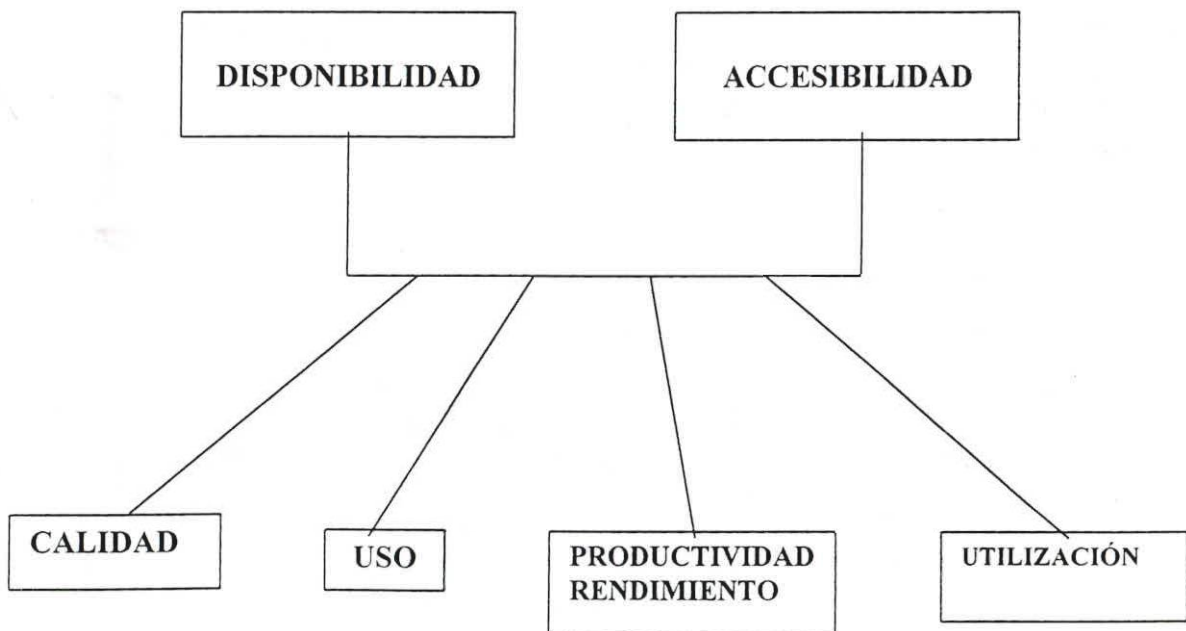 DISPONIBILIDAD
ACCESIBILIDAD
CALIDAD
USO
PRODUCTIVIDAD
RENDIMIENTO
UTILIZACIÓN